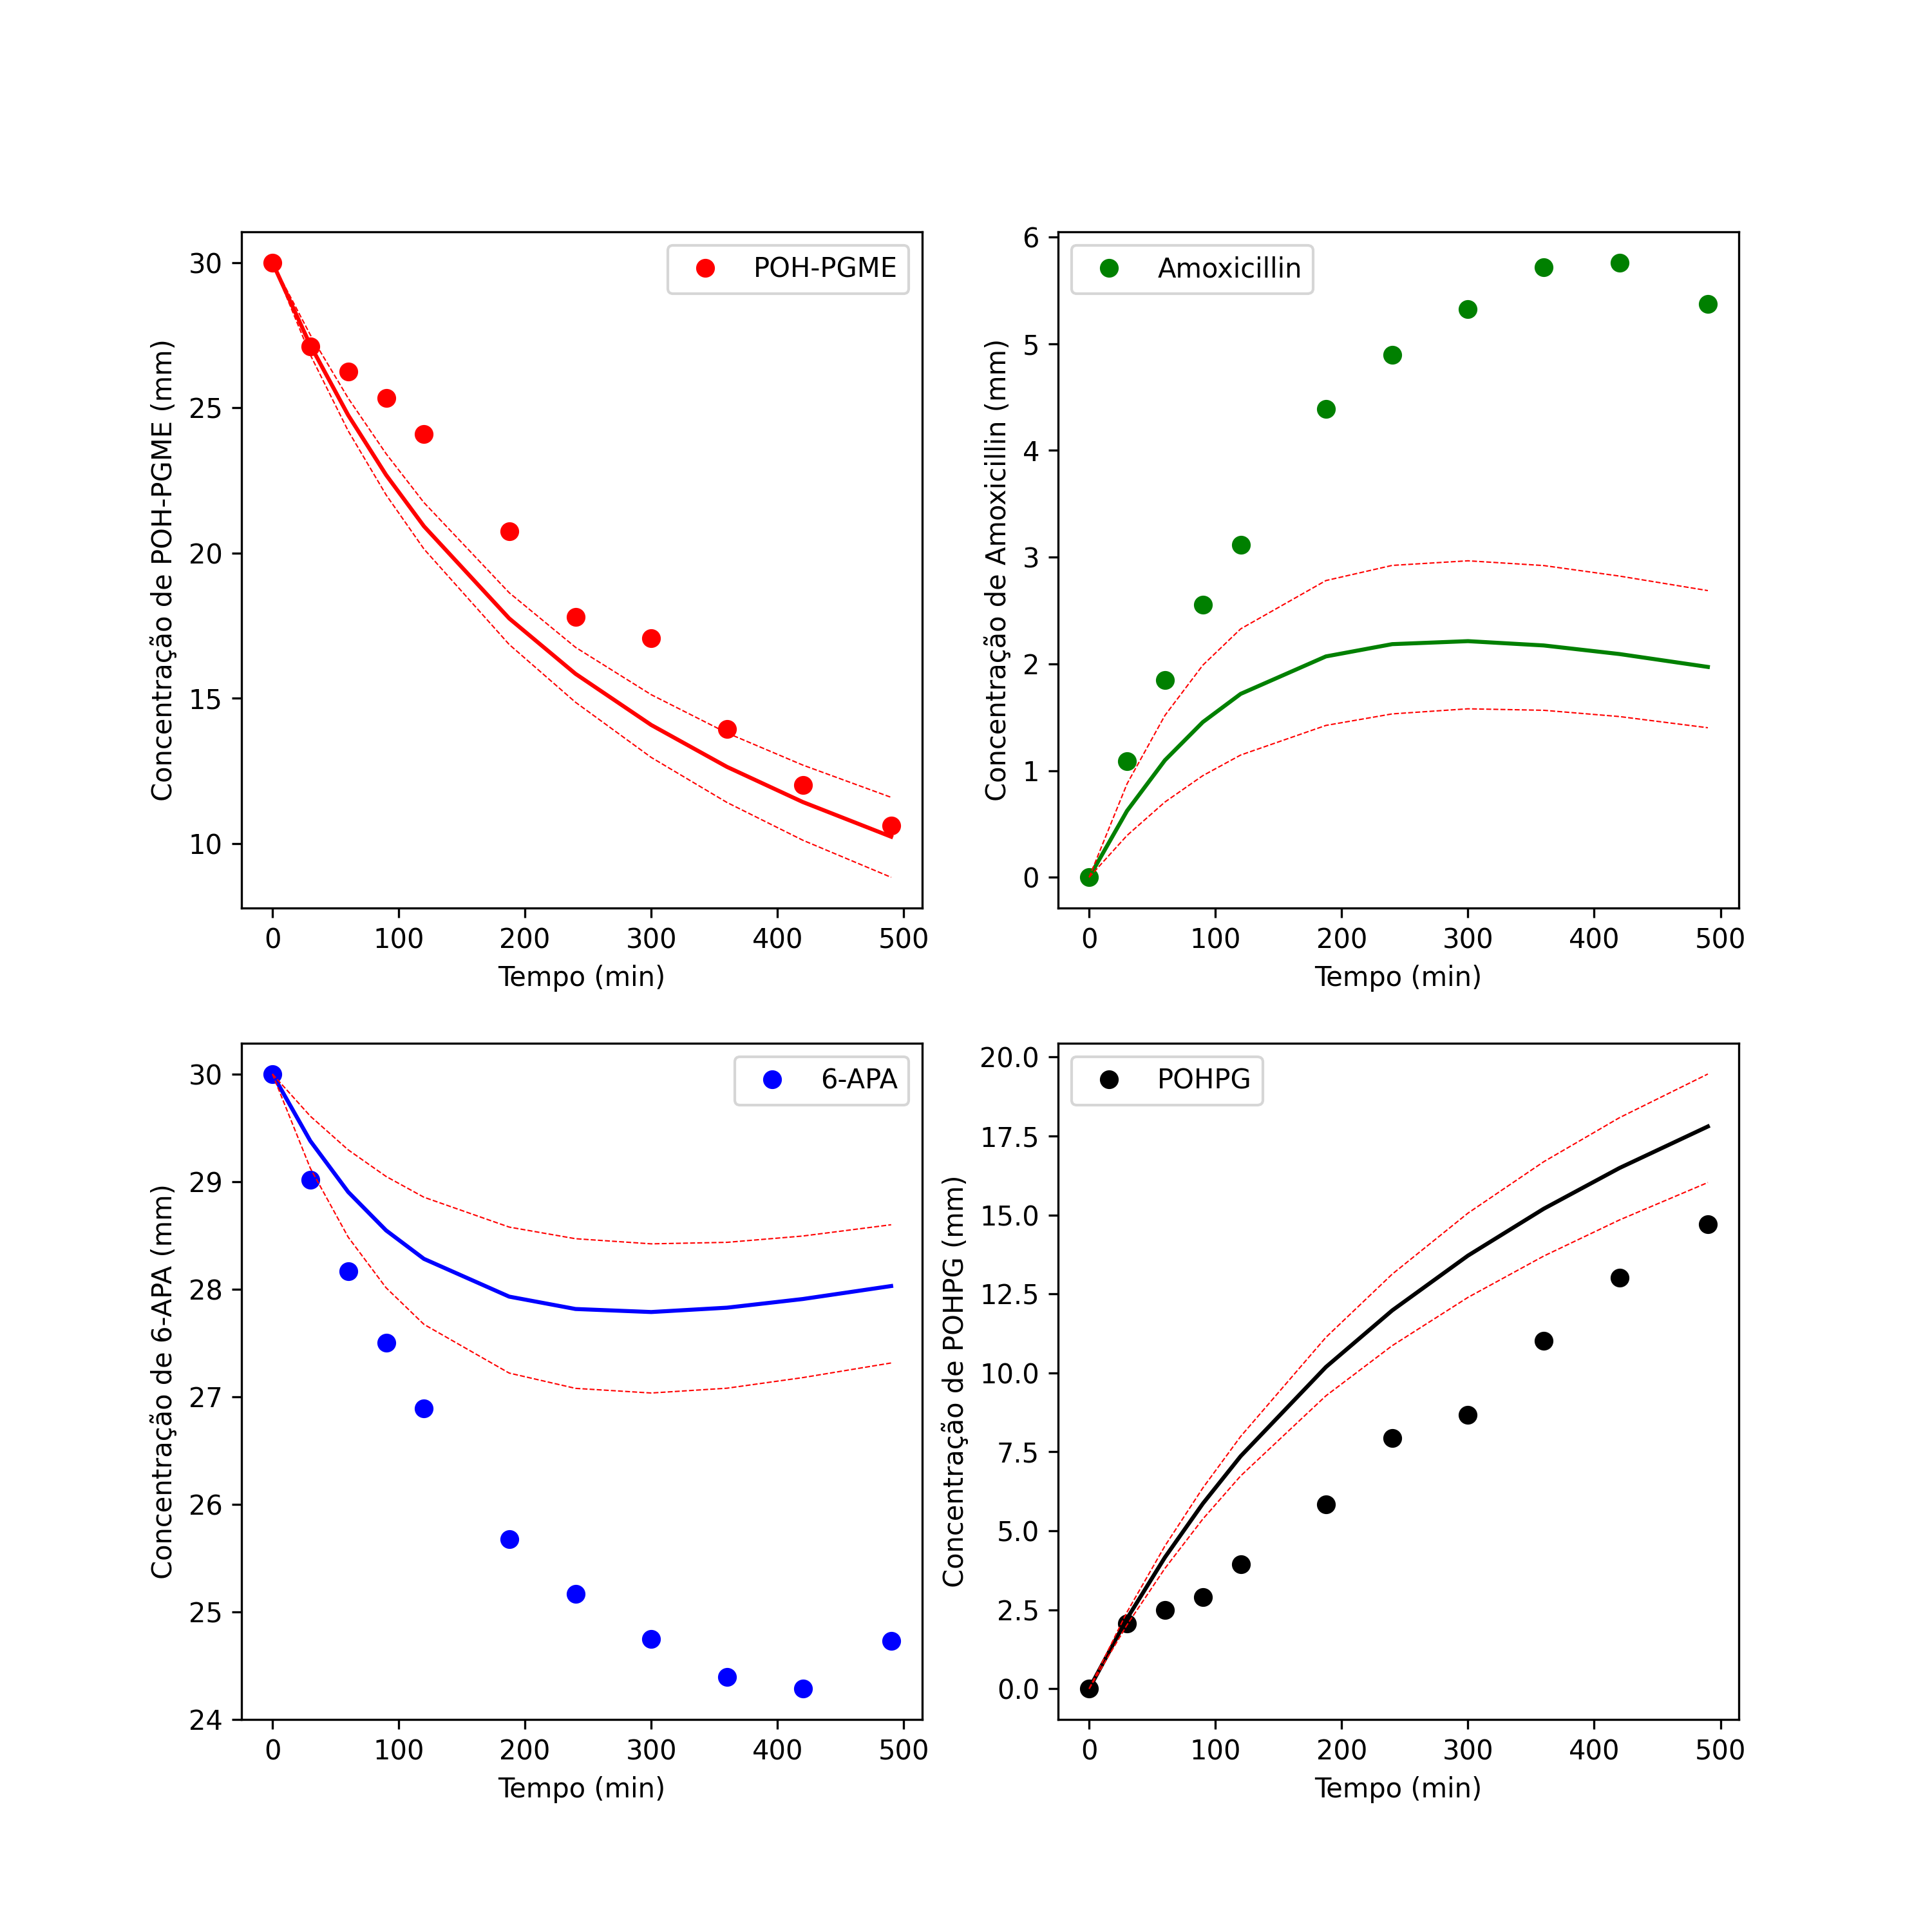 POH-PGME
30
25
20
15
10
Concentração de POH-PGME (mm)
0 100 200 300 400 500
Tempo (min)
Amoxicillin
6
5
4
3
2
1
0
Concentração de Amoxicillin (mm)
0 100 200 300 400 500
Tempo (min)
6-APA
30
29
28
27
26
25
24
Concentração de 6-APA (mm)
0 100 200 300 400 500
Tempo (min)
POHPG
20.0
17.5
15.0
12.5
10.0
7.5
5.0
2.5
0.0
Concentração de POHPG (mm)
0 100 200 300 400 500
Tempo (min)